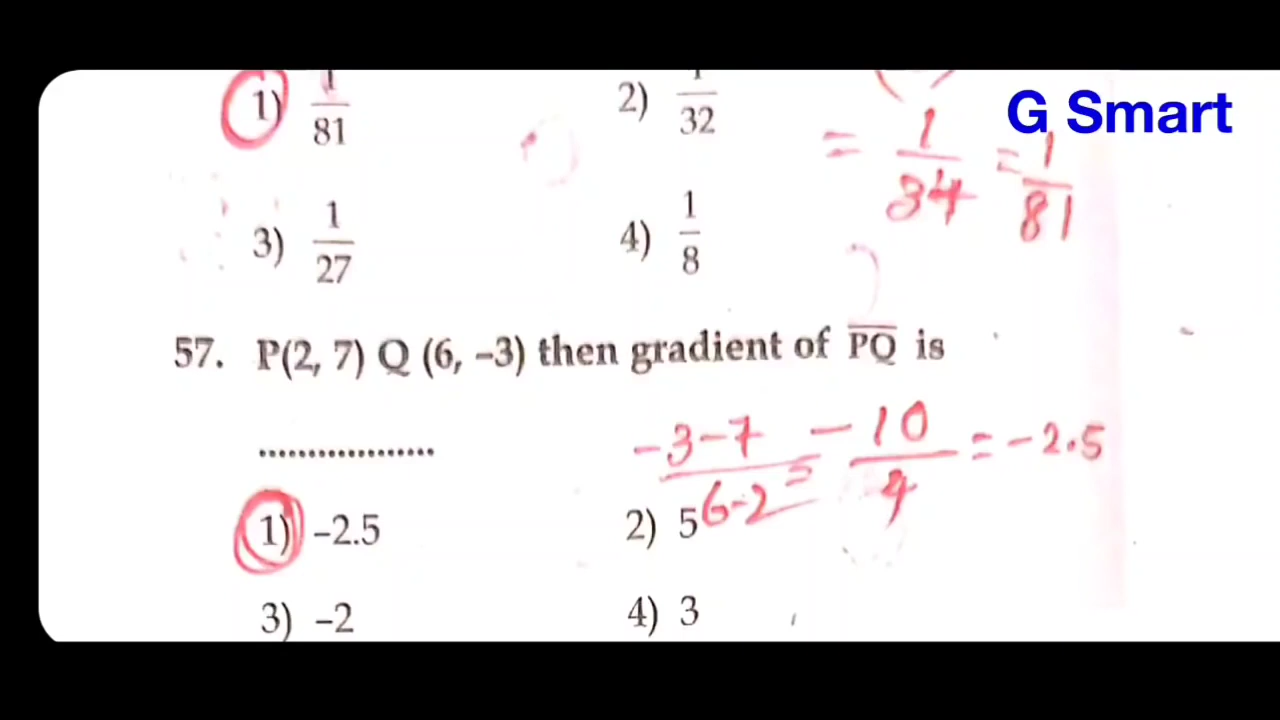 G Smart
1) 1/81 2) 1/32
= 1/34 = 1/81
3) 1/27 4) 1/8
57. P(2, 7) Q (6, –3) then gradient of P̅Q̅ is
..................
-3-7/6-2 = -10/4 = -2.5
1) –2.5 2) 5
3) –2 4) 3